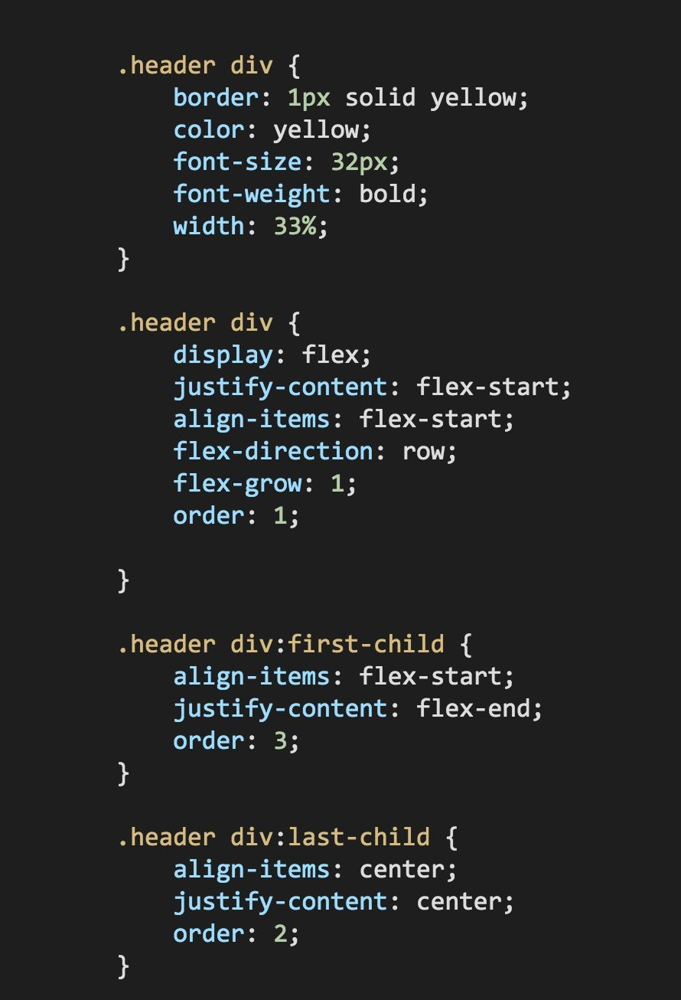 .header div {
    border: 1px solid yellow;
    color: yellow;
    font-size: 32px;
    font-weight: bold;
    width: 33%;
}
.header div {
    display: flex;
    justify-content: flex-start;
    align-items: flex-start;
    flex-direction: row;
    flex-grow: 1;
    order: 1;
}
.header div:first-child {
    align-items: flex-start;
    justify-content: flex-end;
    order: 3;
}
.header div:last-child {
    align-items: center;
    justify-content: center;
    order: 2;
}